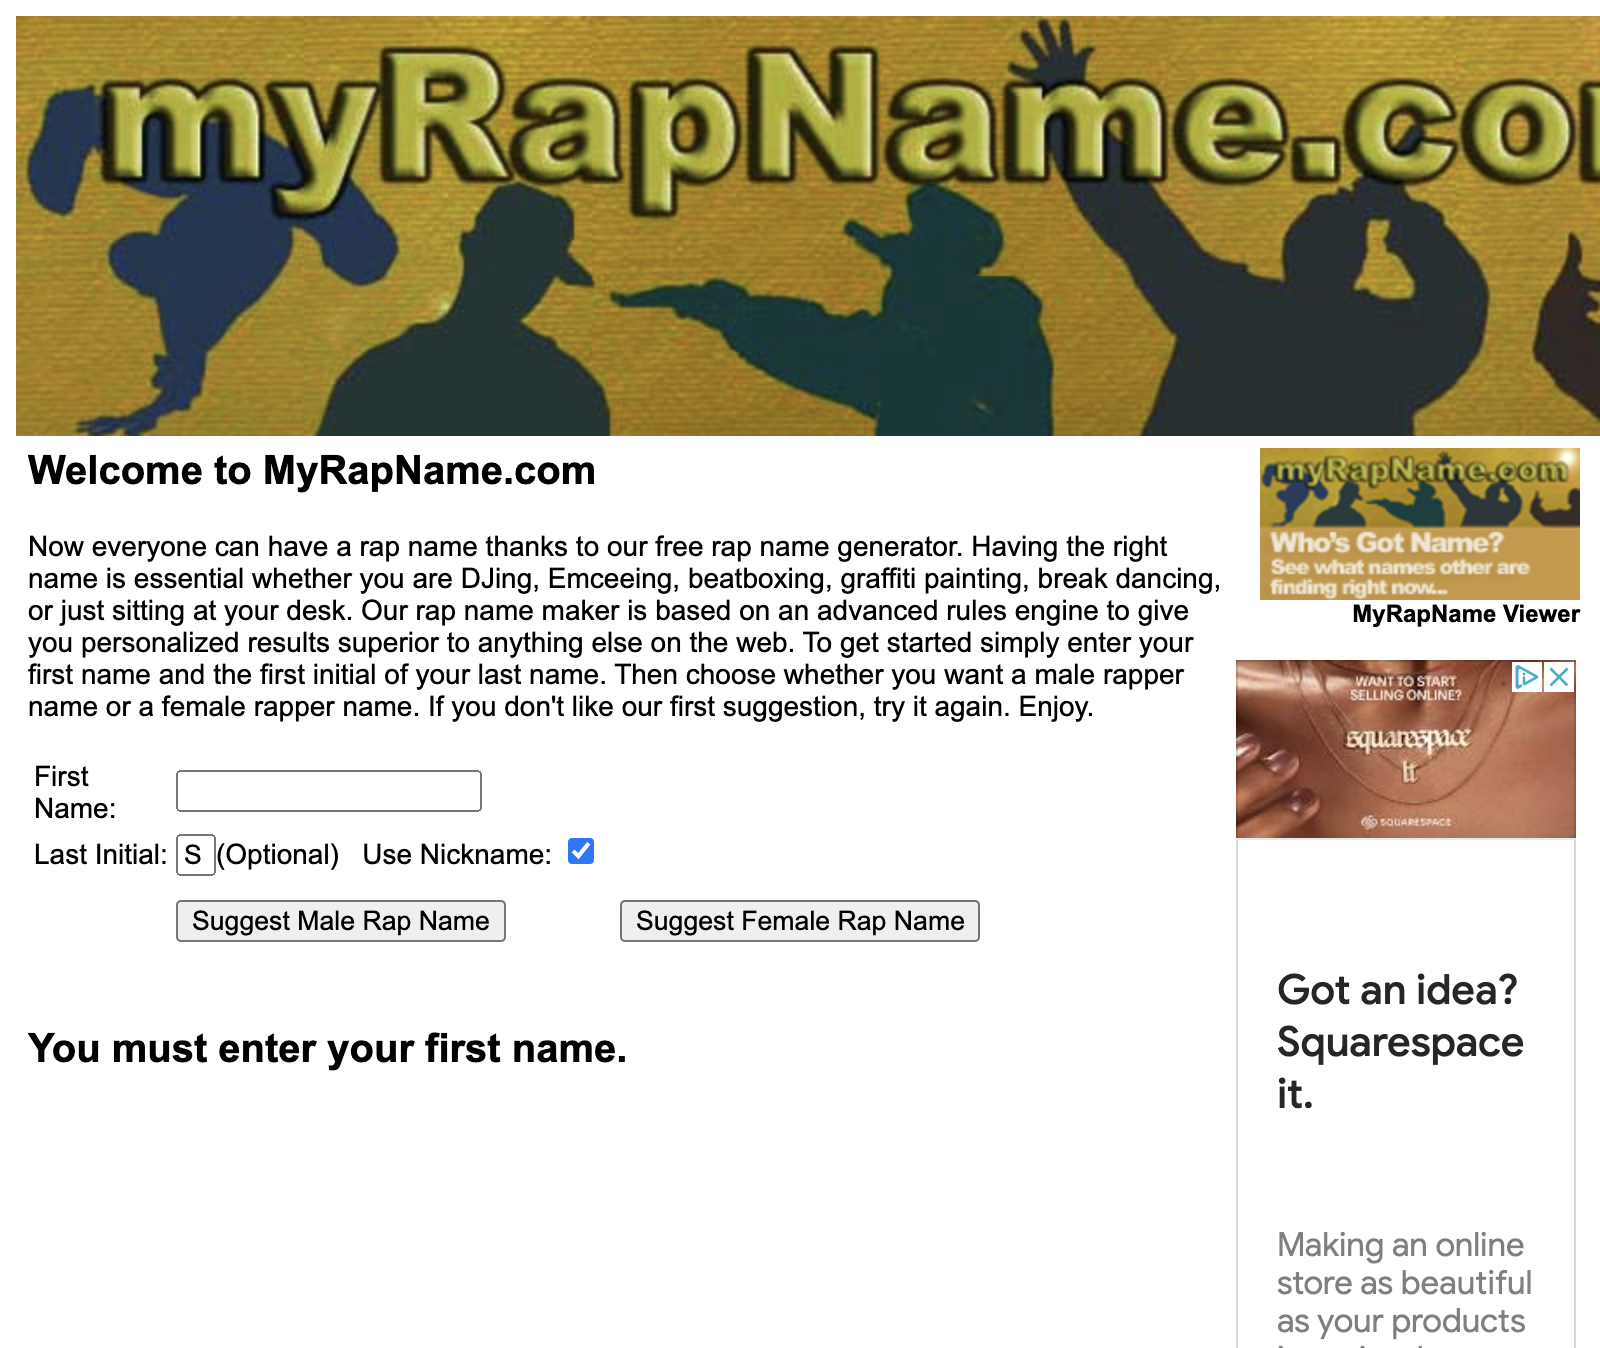 myRapName.co
Welcome to MyRapName.com
Now everyone can have a rap name thanks to our free rap name generator. Having the right
name is essential whether you are DJing, Emceeing, beatboxing, graffiti painting, break dancing,
or just sitting at your desk. Our rap name maker is based on an advanced rules engine to give
you personalized results superior to anything else on the web. To get started simply enter your
first name and the first initial of your last name. Then choose whether you want a male rapper
name or a female rapper name. If you don't like our first suggestion, try it again. Enjoy.
First
Name:
Last Initial: S (Optional) Use Nickname:
Suggest Male Rap Name Suggest Female Rap Name
You must enter your first name.
myRapName.com
Who's Got Name?
See what names other are
finding right now...
MyRapName Viewer
WANT TO START
SELLING ONLINE?
squarespace
it
SQUARESPACE
Got an idea?
Squarespace
it.
Making an online
store as beautiful
as your products